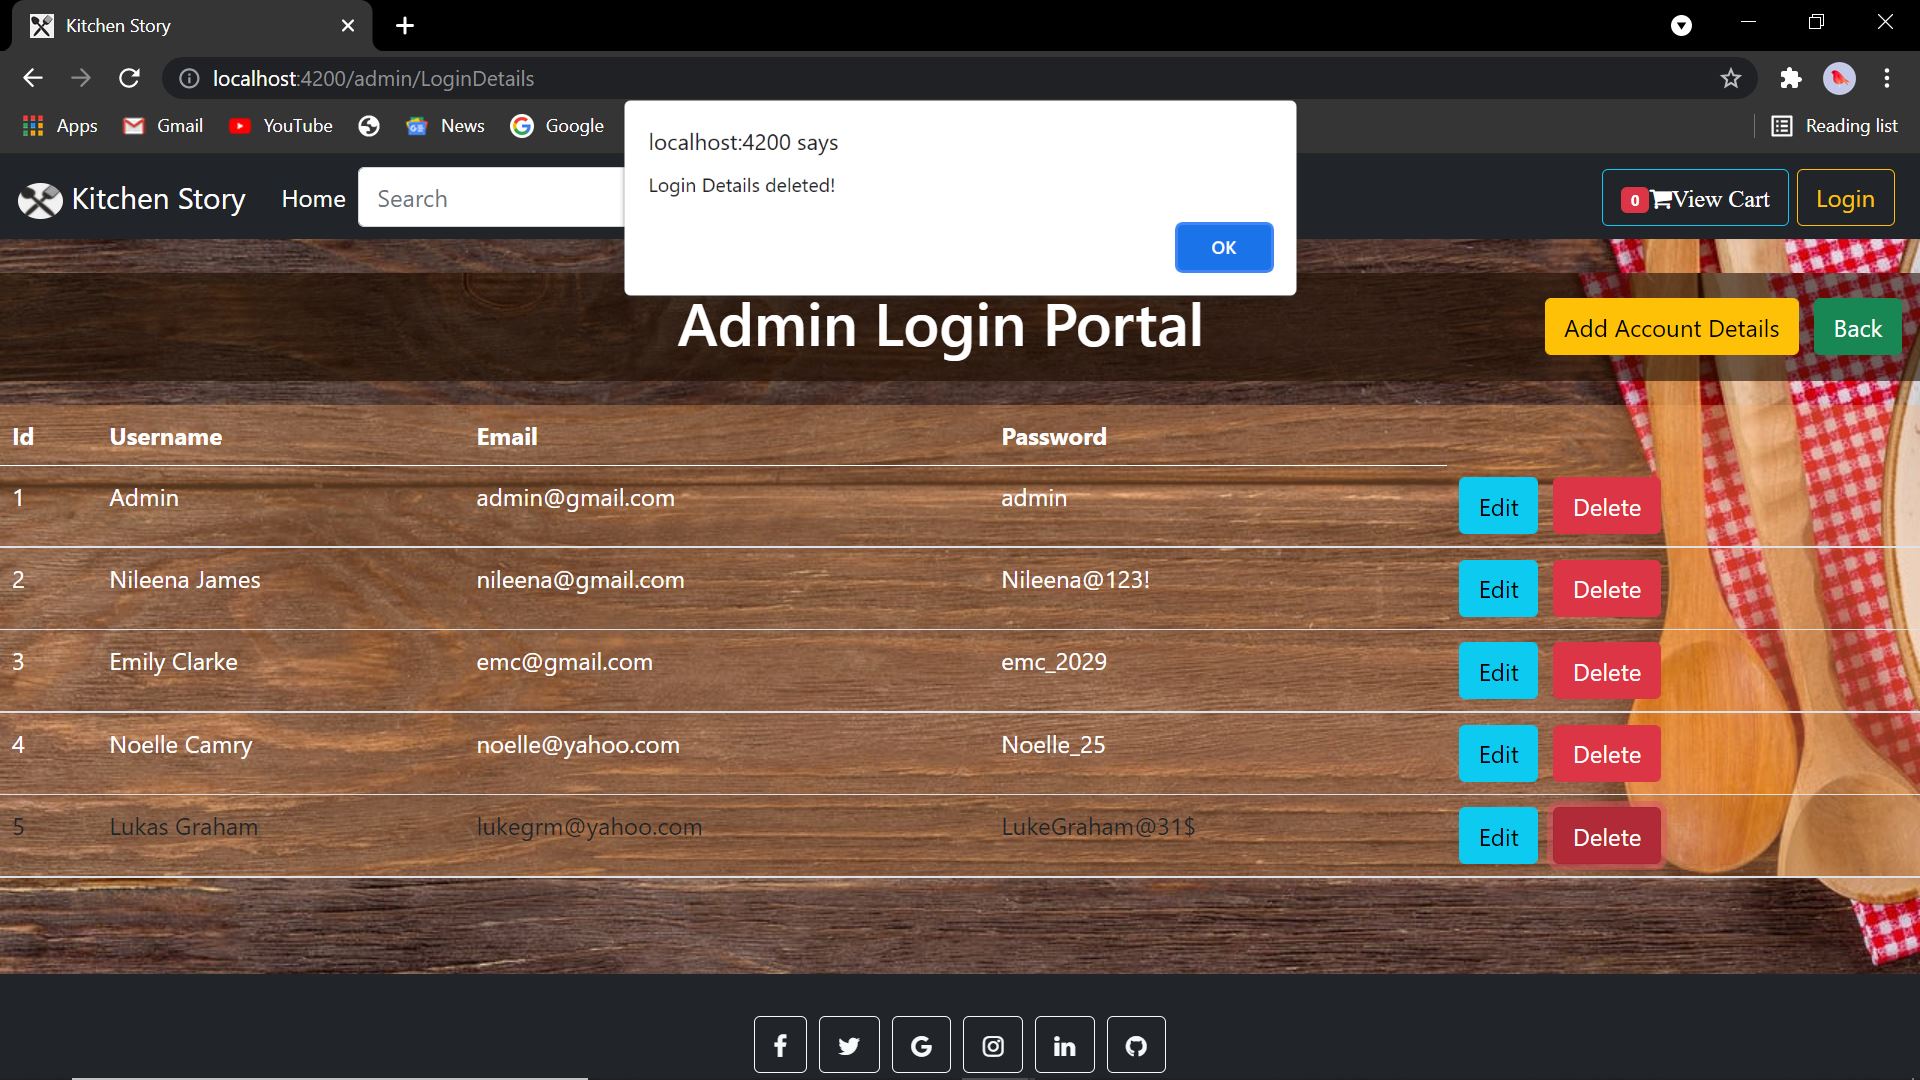 Kitchen Story
localhost:4200/admin/LoginDetails
Apps Gmail YouTube News Google Reading list
localhost:4200 says
Login Details deleted!
OK
Kitchen Story Home Search 0 View Cart Login
Admin Login Portal Add Account Details Back
Id Username Email Password
1 Admin admin@gmail.com admin Edit Delete
2 Nileena James nileena@gmail.com Nileena@123! Edit Delete
3 Emily Clarke emc@gmail.com emc_2029 Edit Delete
4 Noelle Camry noelle@yahoo.com Noelle_25 Edit Delete
5 Lukas Graham lukegrm@yahoo.com LukeGraham@31$ Edit Delete